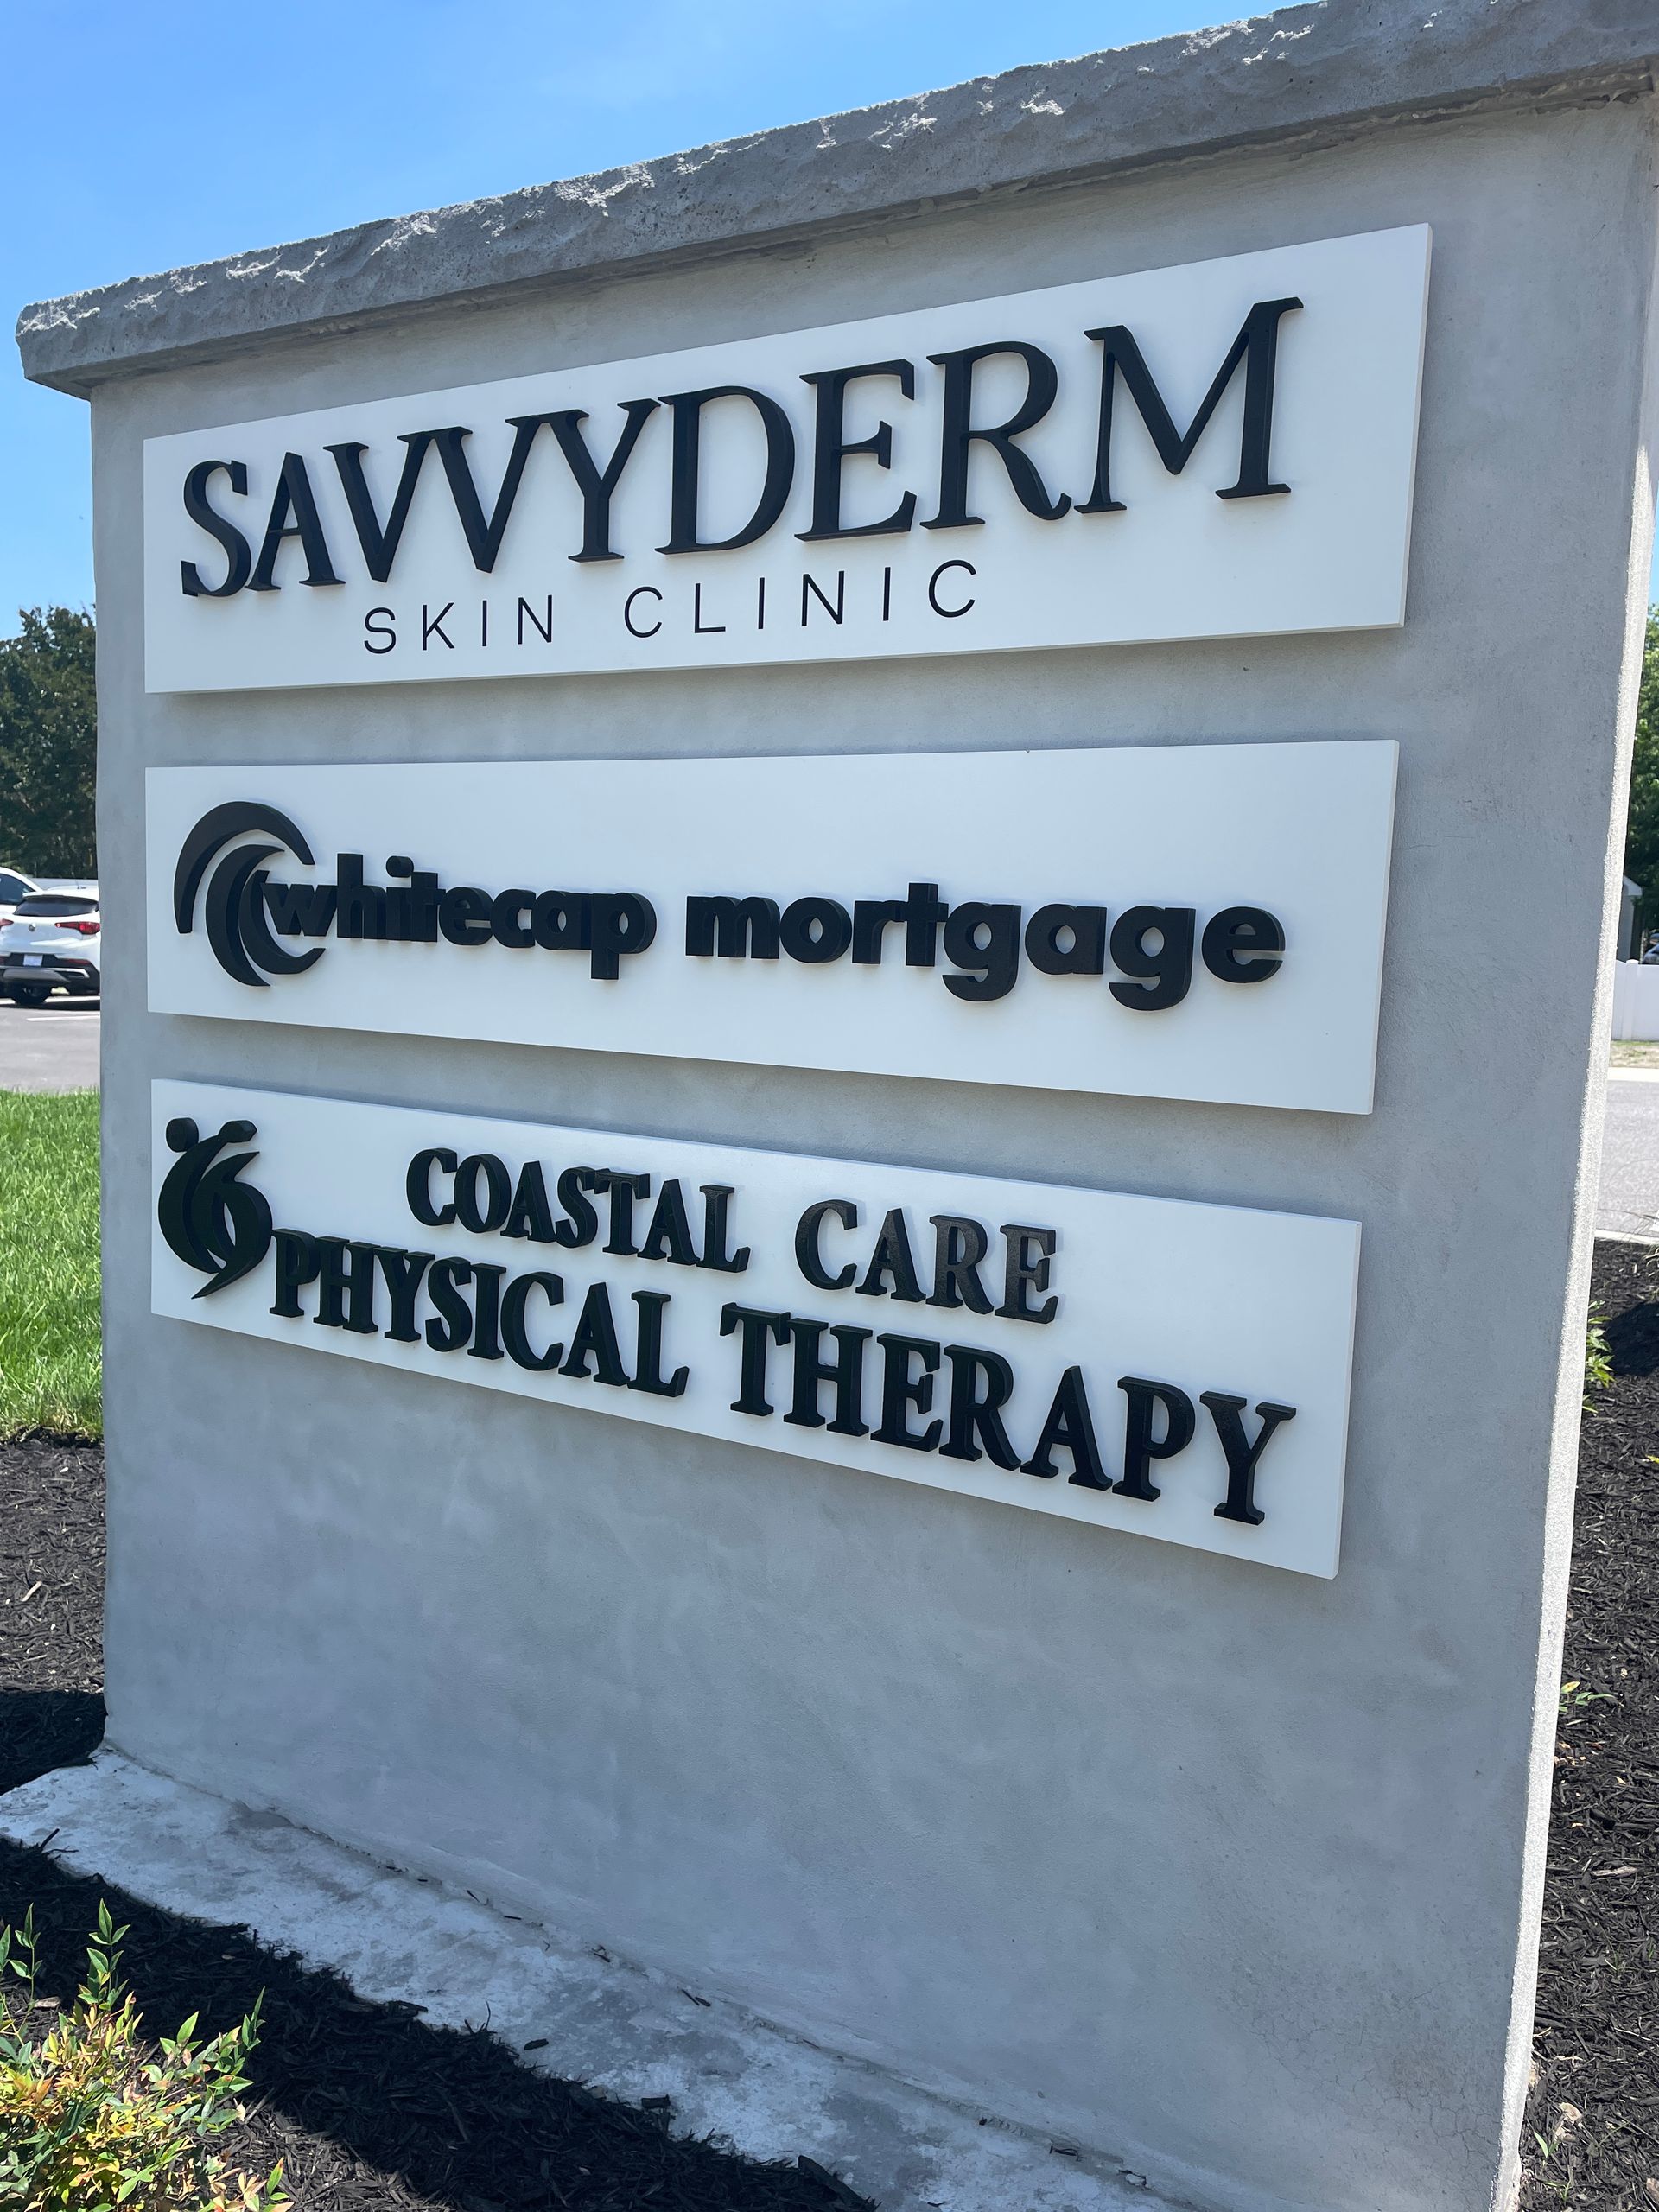 SAVVYDERM
SKIN CLINIC
whitecap mortgage
COASTAL CARE
PHYSICAL THERAPY